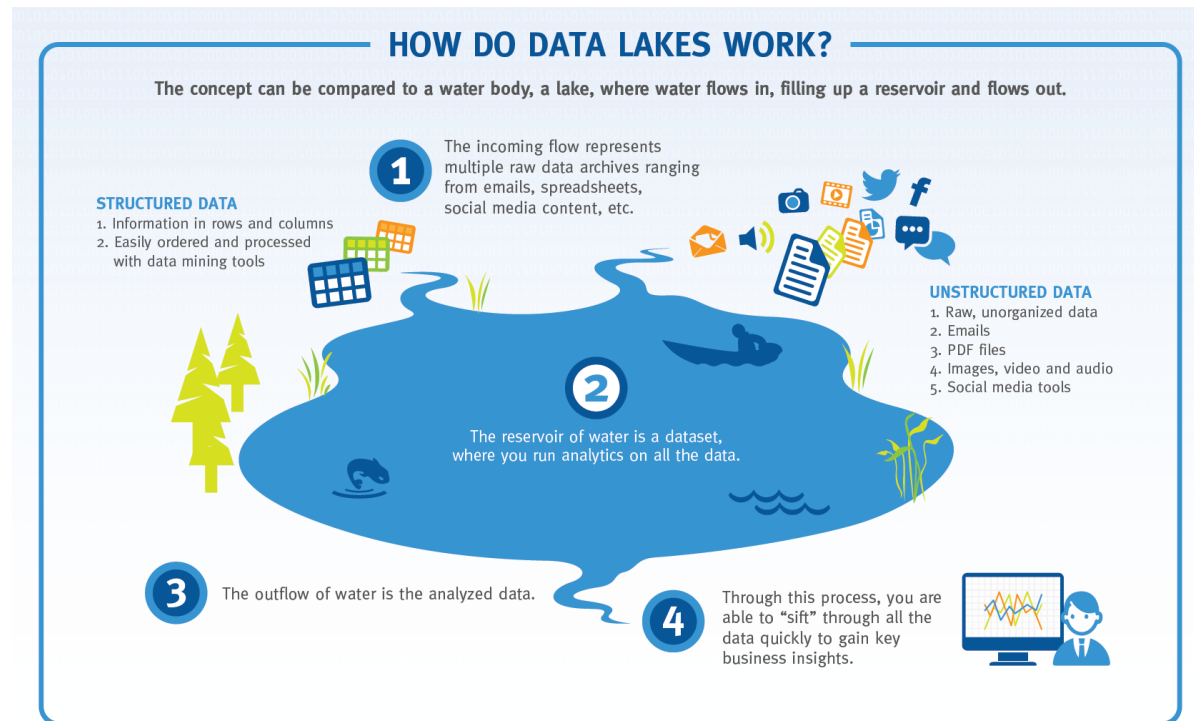 HOW DO DATA LAKES WORK?
The concept can be compared to a water body, a lake, where water flows in, filling up a reservoir and flows out.
1
The incoming flow represents
multiple raw data archives ranging
from emails, spreadsheets,
social media content, etc.
STRUCTURED DATA
1. Information in rows and columns
2. Easily ordered and processed
with data mining tools
UNSTRUCTURED DATA
1. Raw, unorganized data
2. Emails
3. PDF files
4. Images, video and audio
5. Social media tools
2
The reservoir of water is a dataset,
where you run analytics on all the data.
3
The outflow of water is the analyzed data.
4
Through this process, you are
able to “sift” through all the
data quickly to gain key
business insights.